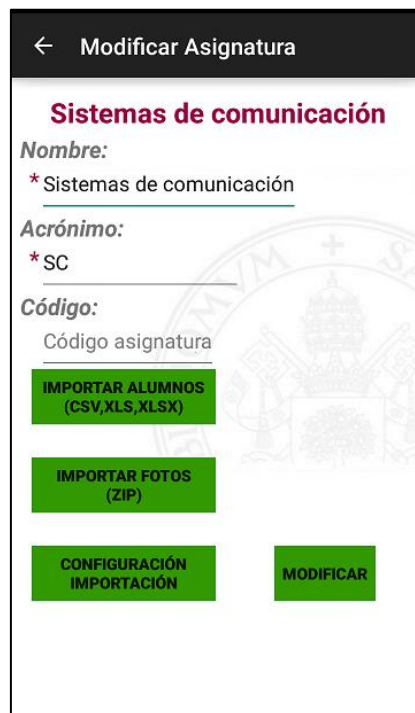 ← Modificar Asignatura
Sistemas de comunicación
Nombre:
* Sistemas de comunicación
Acrónimo:
* SC
Código:
Código asignatura
IMPORTAR ALUMNOS
(CSV,XLS,XLSX)
IMPORTAR FOTOS
(ZIP)
CONFIGURACIÓN
IMPORTACIÓN
MODIFICAR